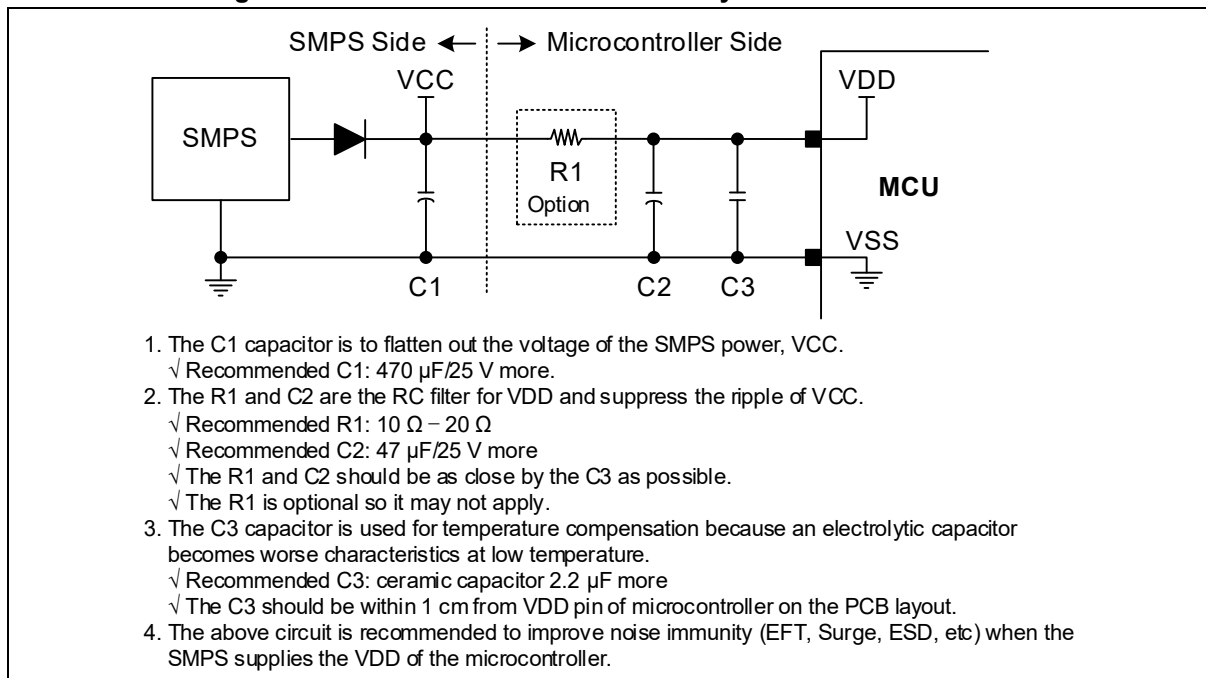 SMPS Side
Microcontroller Side
VCC
VDD
SMPS
R1
Option
MCU
VSS
C1
C2
C3
1. The C1 capacitor is to flatten out the voltage of the SMPS power, VCC.
√ Recommended C1: 470 µF/25 V more.
2. The R1 and C2 are the RC filter for VDD and suppress the ripple of VCC.
√ Recommended R1: 10 Ω – 20 Ω
√ Recommended C2: 47 µF/25 V more
√ The R1 and C2 should be as close by the C3 as possible.
√ The R1 is optional so it may not apply.
3. The C3 capacitor is used for temperature compensation because an electrolytic capacitor
becomes worse characteristics at low temperature.
√ Recommended C3: ceramic capacitor 2.2 µF more
√ The C3 should be within 1 cm from VDD pin of microcontroller on the PCB layout.
4. The above circuit is recommended to improve noise immunity (EFT, Surge, ESD, etc) when the
SMPS supplies the VDD of the microcontroller.